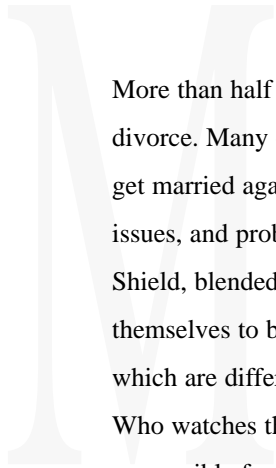 More than half
divorce. Many
get married aga
issues, and prob
Shield, blended
themselves to b
which are differ
Who watches th